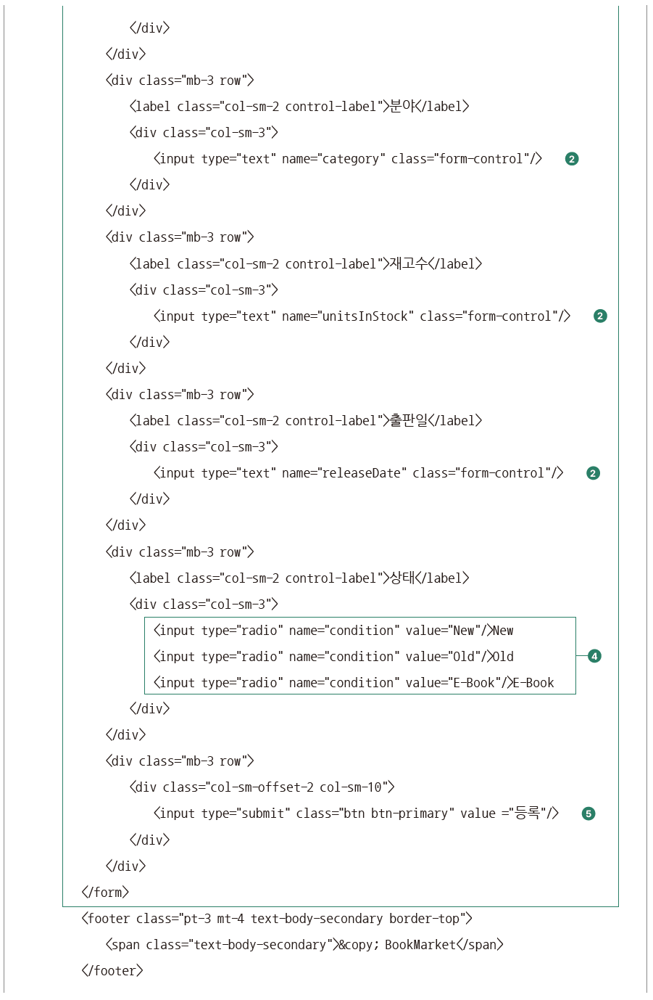 </div>
</div>
<div class="mb-3 row">
<label class="col-sm-2 control-label">분야</label>
<div class="col-sm-3">
<input type="text" name="category" class="form-control"/> 2
</div>
</div>
<div class="mb-3 row">
<label class="col-sm-2 control-label">재고수</label>
<div class="col-sm-3">
<input type="text" name="unitsInStock" class="form-control"/> 2
</div>
</div>
<div class="mb-3 row">
<label class="col-sm-2 control-label">출판일</label>
<div class="col-sm-3">
<input type="text" name="releaseDate" class="form-control"/> 2
</div>
</div>
<div class="mb-3 row">
<label class="col-sm-2 control-label">상태</label>
<div class="col-sm-3">
<input type="radio" name="condition" value="New"/>New
<input type="radio" name="condition" value="Old"/>Old 4
<input type="radio" name="condition" value="E-Book"/>E-Book
</div>
</div>
<div class="mb-3 row">
<div class="col-sm-offset-2 col-sm-10">
<input type="submit" class="btn btn-primary" value ="등록"/> 5
</div>
</div>
</form>
<footer class="pt-3 mt-4 text-body-secondary border-top">
<span class="text-body-secondary">&copy; BookMarket</span>
</footer>